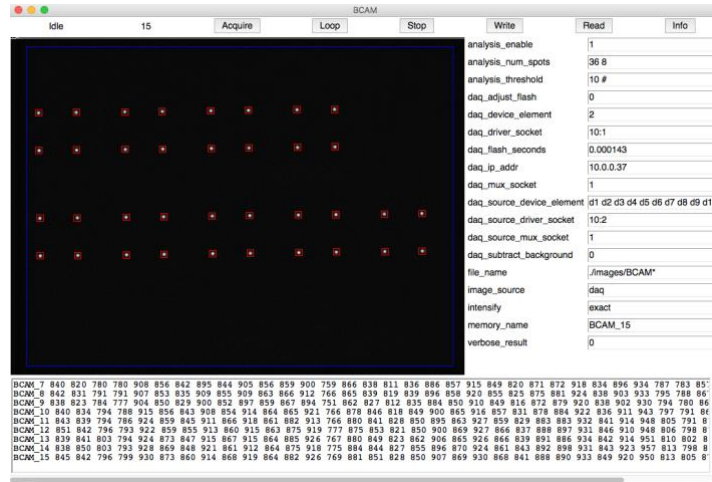 BCAM
Idle 15 Acquire Loop Stop Write Read Info
analysis_enable 1
analysis_num_spots 36 8
analysis_threshold 10 #
daq_adjust_flash 0
daq_device_element 2
daq_driver_socket 10:1
daq_flash_seconds 0.000143
daq_ip_addr 10.0.0.37
daq_mux_socket 1
daq_source_device_element d1 d2 d3 d4 d5 d6 d7 d8 d9 d1
daq_source_driver_socket 10:2
daq_source_mux_socket 1
daq_subtract_background 0
file_name ./images/BCAM*
image_source daq
intensify exact
memory_name BCAM_15
verbose_result 0
BCAM_7 840 820 780 780 908 856 842 895 844 905 856 859 900 759 866 838 811 836 886 857 915 849 820 871 872 918 834 896 934 787 783
BCAM_8 842 831 791 791 907 853 835 909 855 909 863 866 912 766 865 839 819 839 896 858 920 855 825 875 881 924 838 903 933 795 788
BCAM_9 838 823 784 777 904 850 829 900 852 897 859 867 894 751 862 827 812 835 884 850 910 849 816 872 879 920 838 902 930 794 780
BCAM_10 840 834 794 788 915 856 843 908 854 914 864 865 921 766 878 846 818 849 900 865 916 857 831 878 884 922 836 911 943 797 791
BCAM_11 843 839 794 786 924 859 845 911 866 918 861 882 913 766 880 841 828 850 895 863 927 859 829 883 883 932 841 914 948 805 791
BCAM_12 851 842 796 793 922 859 855 913 860 915 863 875 919 777 875 853 821 850 900 869 927 866 837 888 897 931 846 910 948 806 798
BCAM_13 839 841 803 794 924 873 847 915 867 915 864 885 926 767 880 849 823 862 906 865 926 866 839 891 886 934 842 914 951 810 802
BCAM_14 838 850 803 793 928 869 848 921 861 912 864 875 918 775 884 844 827 855 896 870 924 861 843 892 898 931 843 923 957 813 798
BCAM_15 845 842 796 799 930 873 860 914 868 919 864 882 926 769 881 851 828 850 907 869 930 868 841 888 890 933 849 920 950 813 805